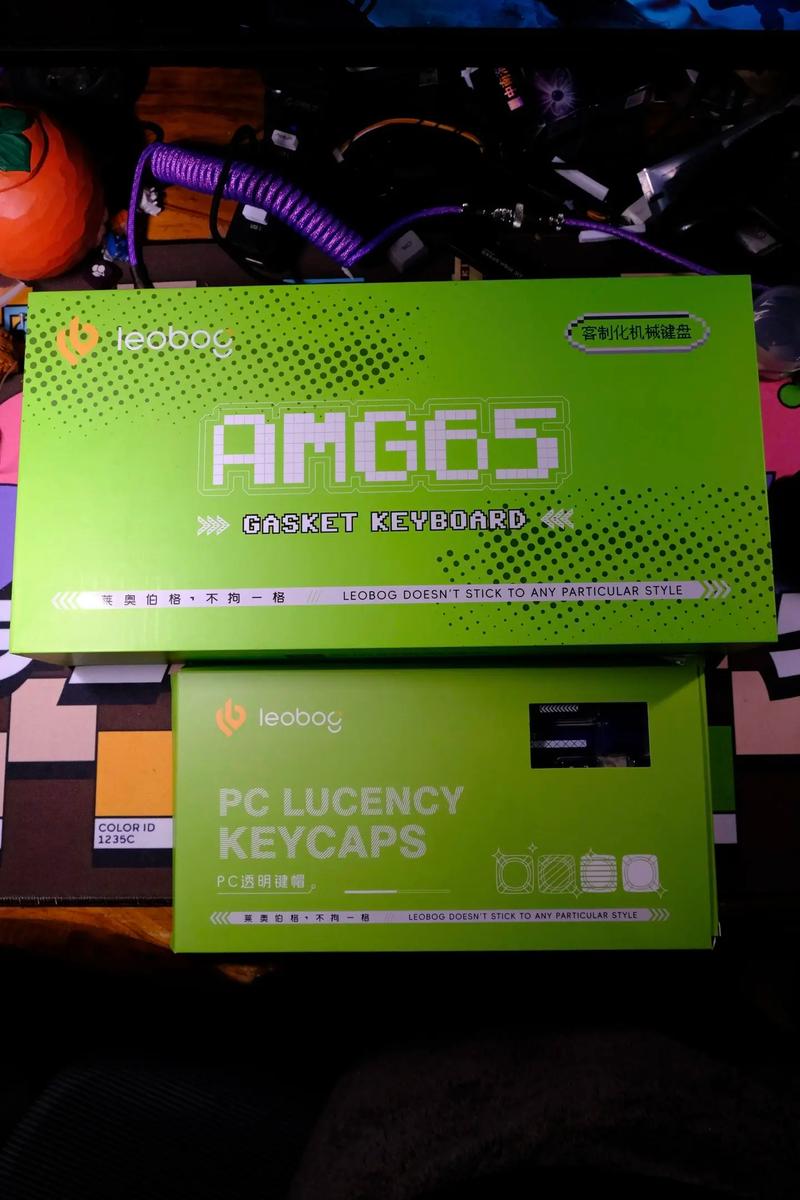 leobog
客制化机械键盘
AMG65
GASKET KEYBOARD
莱奥伯格,不拘一格 /// LEOBOG DOESN'T STICK TO ANY PARTICULAR STYLE
leobog
PC LUCENCY
KEYCAPS
PC透明键帽
莱奥伯格,不拘一格 /// LEOBOG DOESN'T STICK TO ANY PARTICULAR STYLE
COLOR ID
1235C